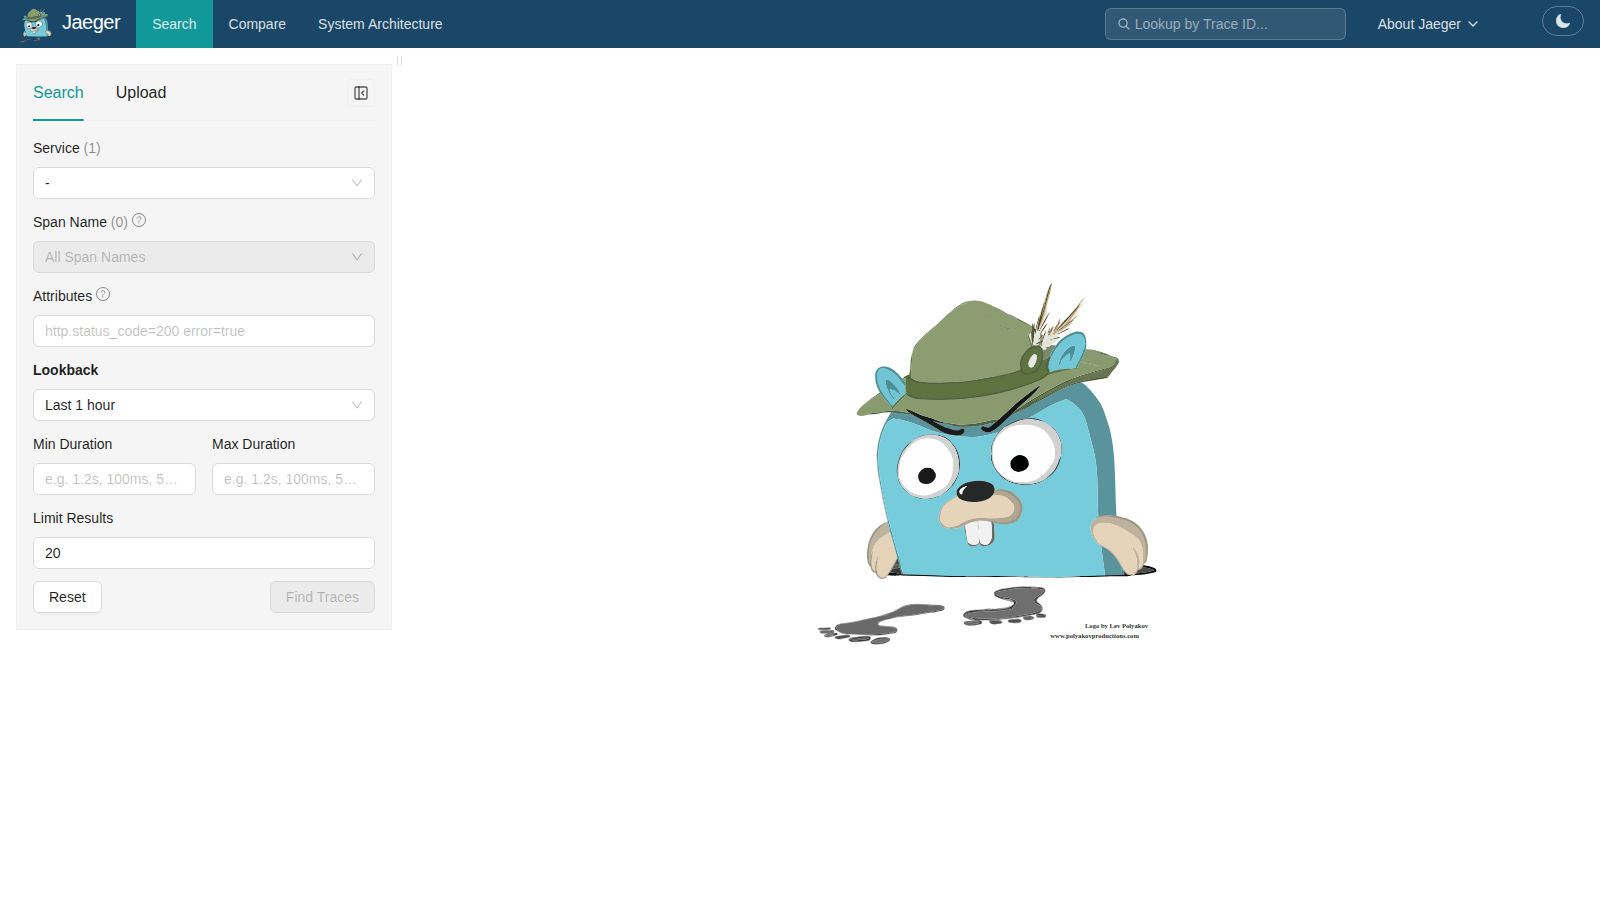 Jaeger
Search
Compare
System Architecture
Lookup by Trace ID...
About Jaeger
Search
Upload
Service (1)
-
Span Name (0) ?
All Span Names
Attributes ?
http.status_code=200 error=true
Lookback
Last 1 hour
Min Duration
Max Duration
e.g. 1.2s, 100ms, 5...
e.g. 1.2s, 100ms, 5...
Limit Results
20
Reset
Find Traces
Logo by Lev Polyakov
www.polyakovproductions.com